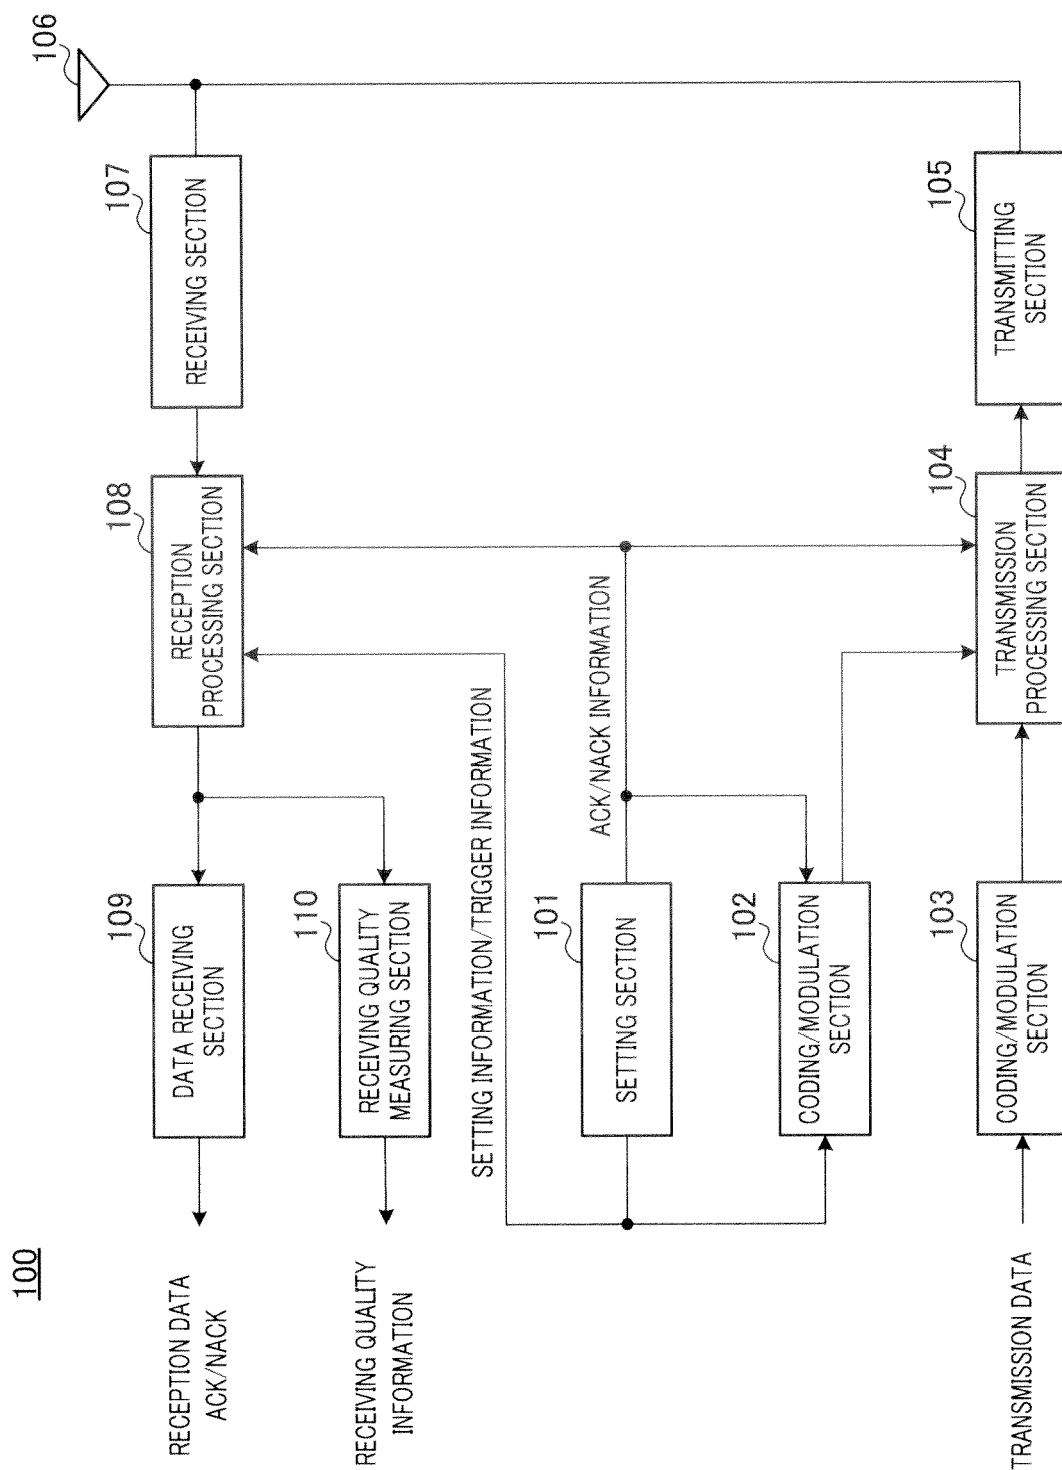 100
RECEPTION DATA
ACK/NACK
109
DATA RECEIVING
SECTION
108
RECEPTION
PROCESSING SECTION
107
RECEIVING SECTION
106
RECEIVING QUALITY
INFORMATION
110
RECEIVING QUALITY
MEASURING SECTION
SETTING INFORMATION/TRIGGER INFORMATION
101
SETTING SECTION
ACK/NACK INFORMATION
102
CODING/MODULATION
SECTION
TRANSMISSION DATA
103
CODING/MODULATION
SECTION
104
TRANSMISSION
PROCESSING SECTION
105
TRANSMITTING
SECTION